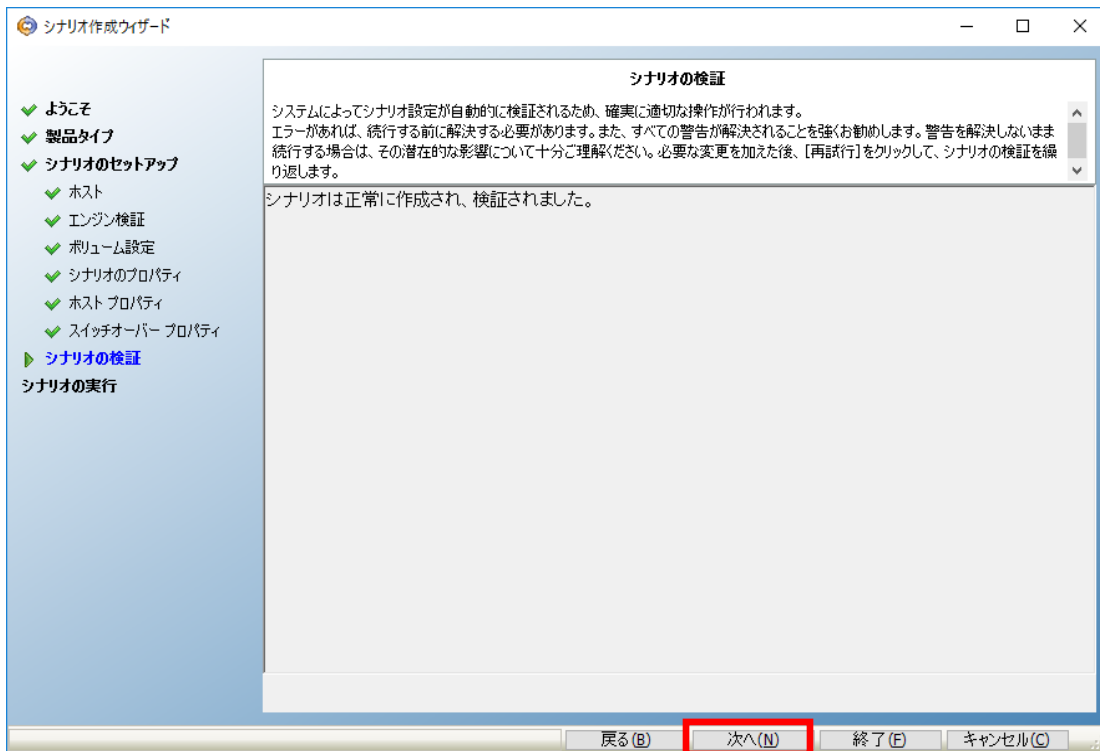 シナリオ作成ウィザード
ようこそ
製品タイプ
シナリオのセットアップ
ホスト
エンジン検証
ボリューム設定
シナリオのプロパティ
ホスト プロパティ
スイッチオーバー プロパティ
シナリオの検証
シナリオの実行
シナリオの検証
システムによってシナリオ設定が自動的に検証されるため、確実に適切な操作が行われます。
エラーがあれば、続行する前に解決する必要があります。また、すべての警告が解決されることを強くお勧めします。警告を解決しないまま
続行する場合は、その潜在的な影響について十分ご理解ください。必要な変更を加えた後、[再試行]をクリックして、シナリオの検証を繰
り返します。
シナリオは正常に作成され、検証されました。
戻る(B) 次へ(N) 終了(F) キャンセル(C)